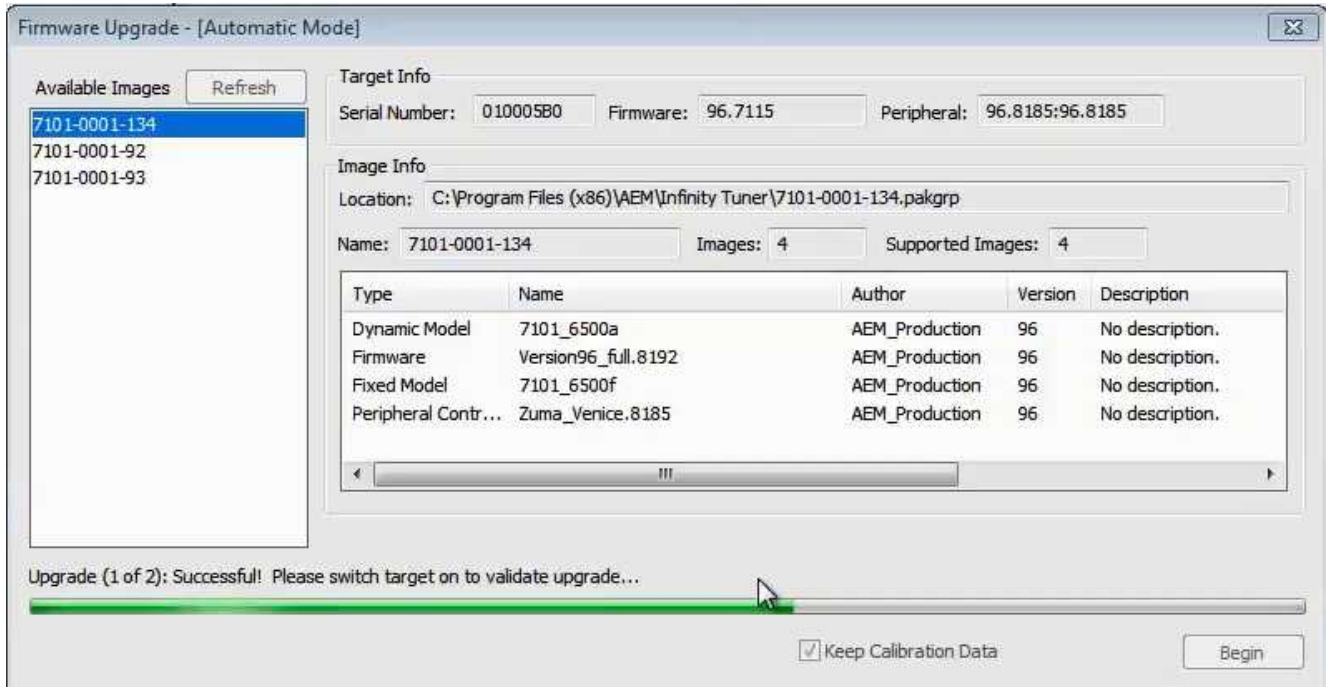 Firmware Upgrade - [Automatic Mode]
Available Images Refresh
7101-0001-134
7101-0001-92
7101-0001-93
Target Info
Serial Number: 010005B0 Firmware: 96.7115 Peripheral: 96.8185:96.8185
Image Info
Location: C:\Program Files (x86)\AEM\Infinity Tuner\7101-0001-134.pakgrp
Name: 7101-0001-134 Images: 4 Supported Images: 4
Type Name Author Version Description
Dynamic Model 7101_6500a AEM_Production 96 No description.
Firmware Version96_full.8192 AEM_Production 96 No description.
Fixed Model 7101_6500f AEM_Production 96 No description.
Peripheral Contr... Zuma_Venice.8185 AEM_Production 96 No description.
Upgrade (1 of 2): Successful! Please switch target on to validate upgrade...
Keep Calibration Data
Begin